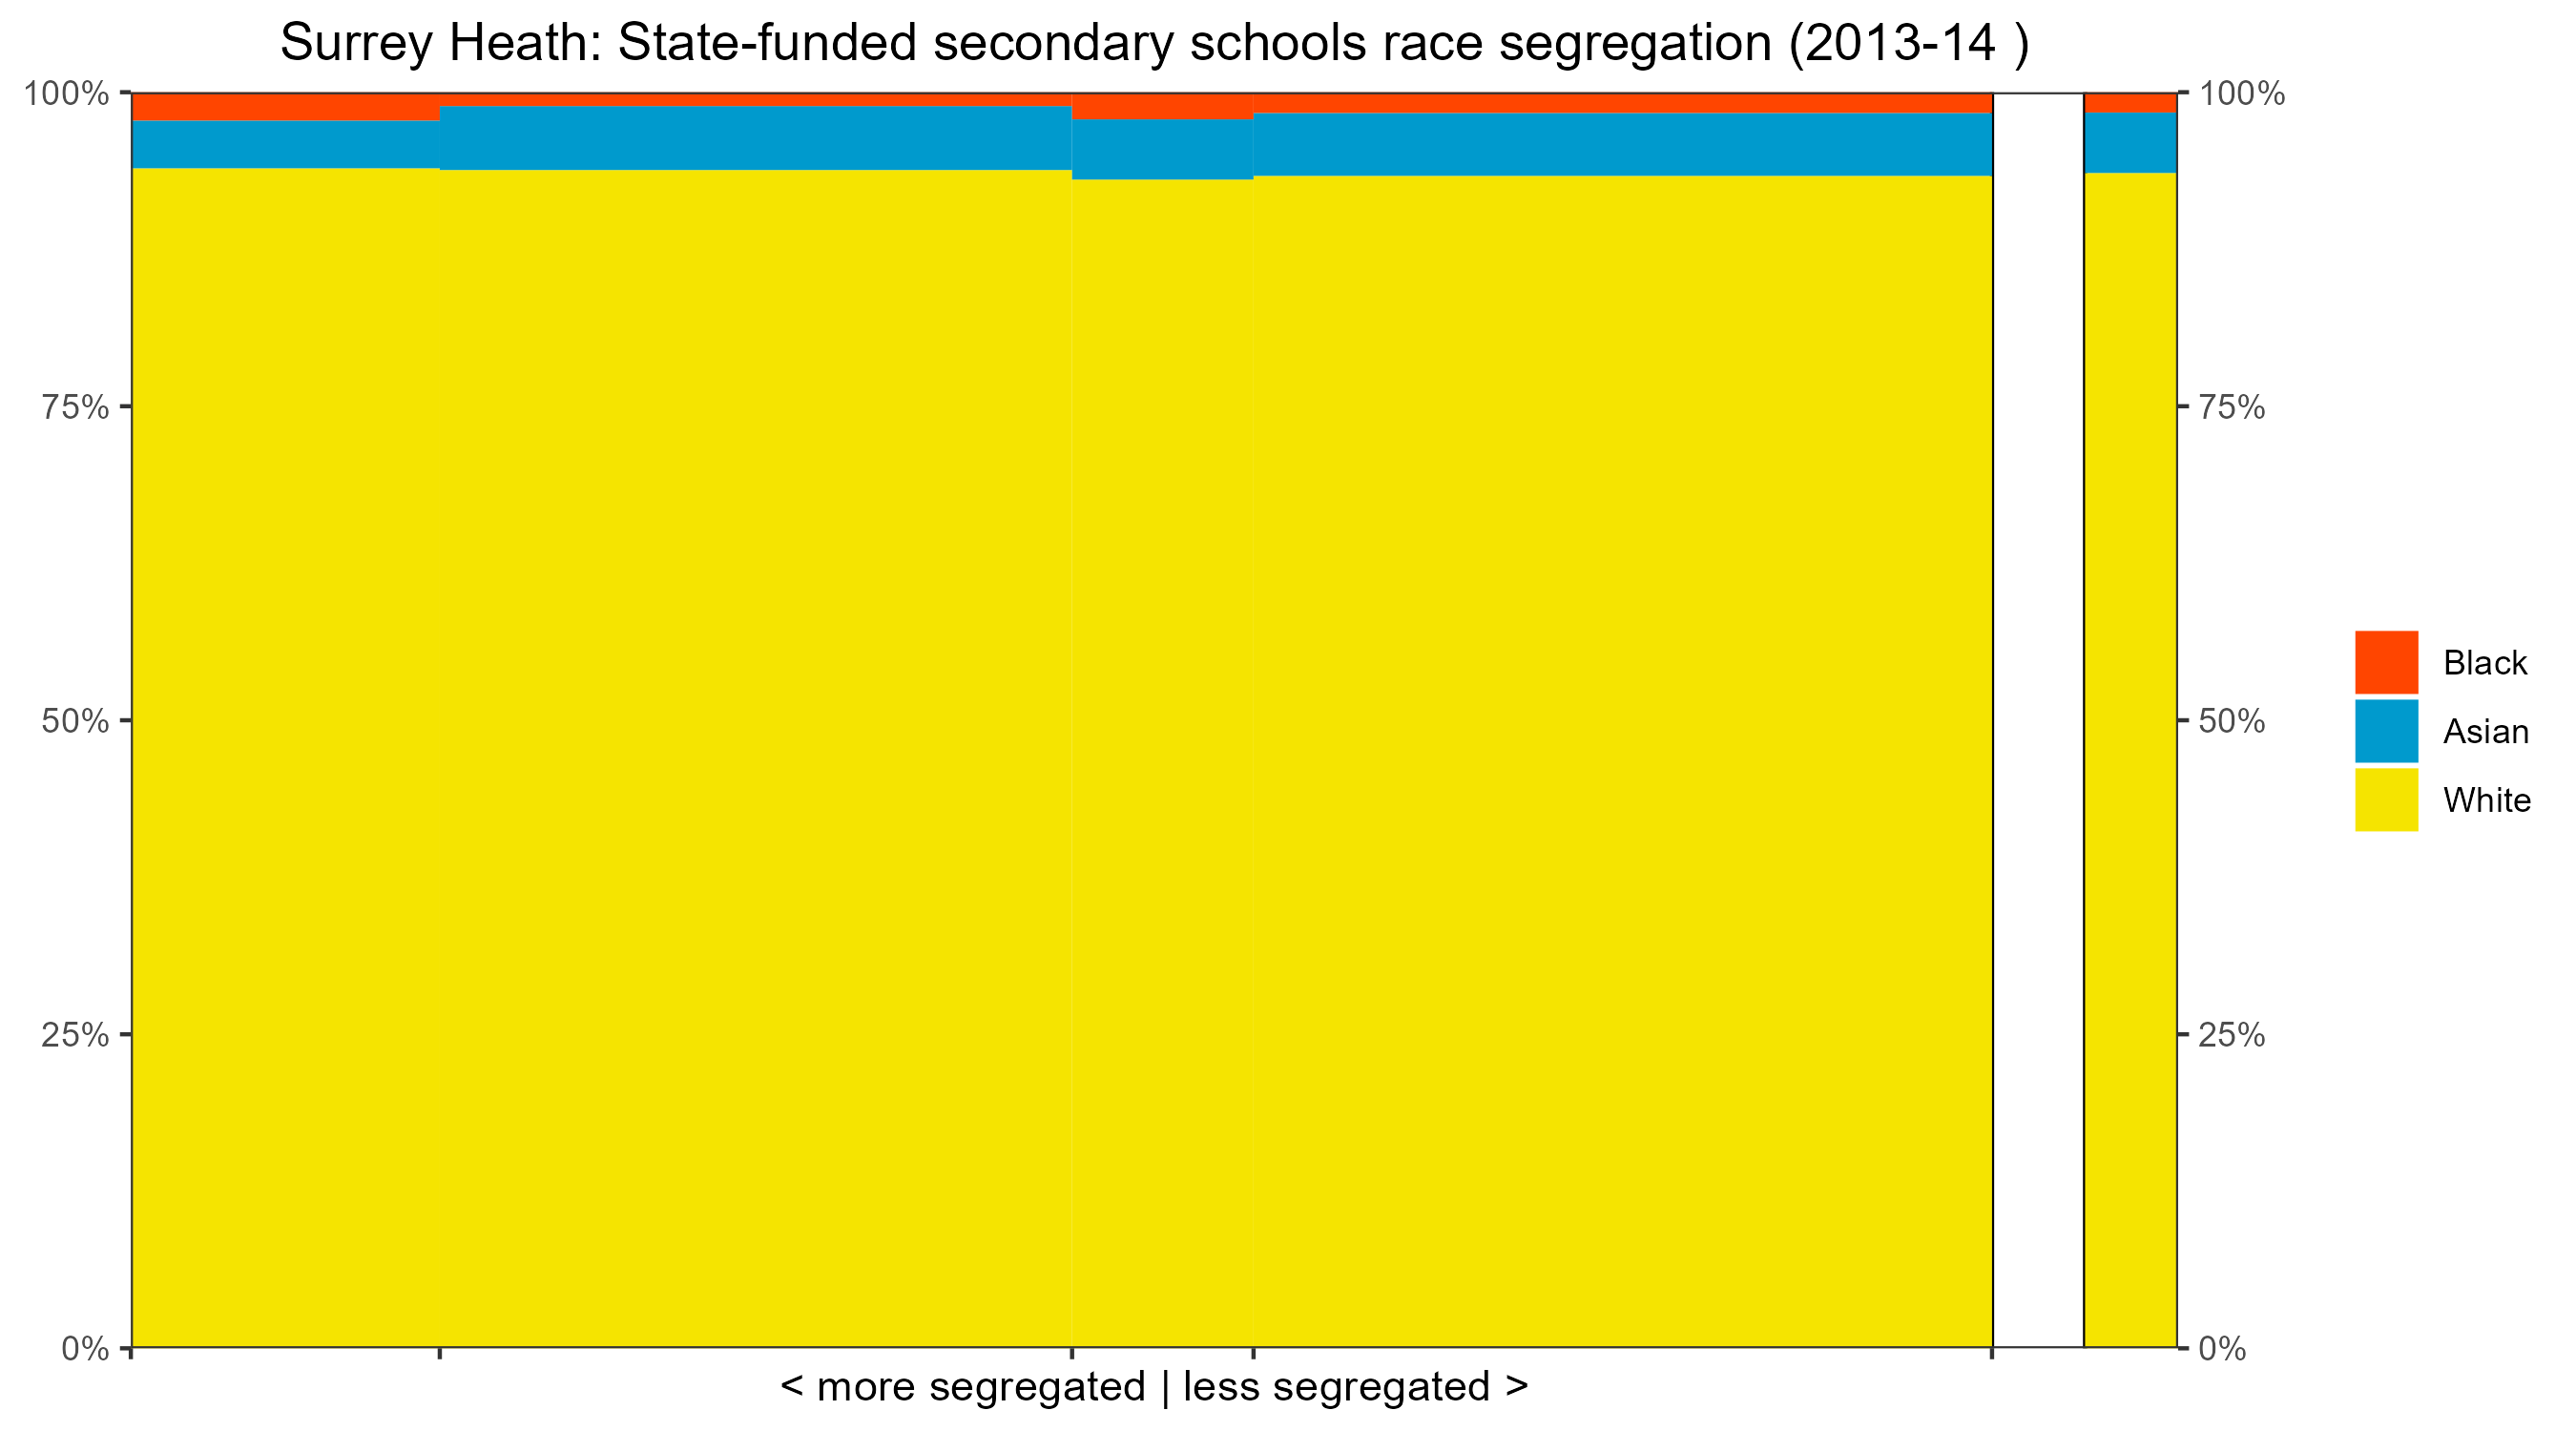 Surrey Heath: State-funded secondary schools race segregation (2013-14 )
100%
75%
50%
25%
0%
100%
75%
50%
25%
0%
Black
Asian
White
< more segregated | less segregated >